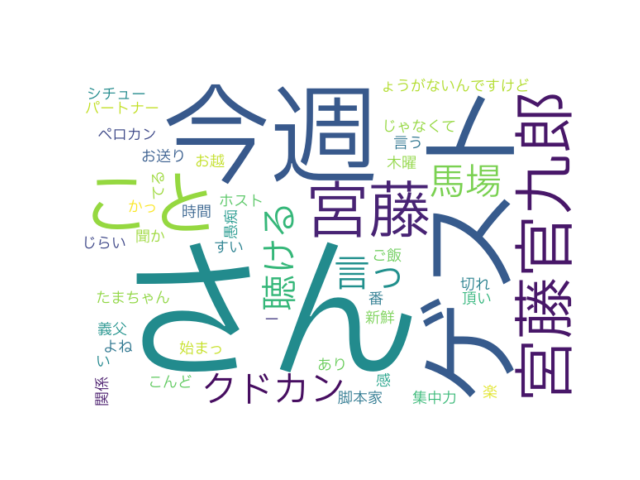 シチュー
パートナー
ペロカン
お送り
お越
今週
ょうがないんですけど
じゃなくて
言う
木曜
ゲスト
宮藤官九郎
馬場
宮藤
こと
てる
かっ
時間
ホスト
愚痴
聴ける
じらい
聞か
すい
さん
言っ
ご飯
番
新鮮
切れ
頂い
たまちゃん
義父
よね
い
始まっ
ー
関係
こんど
クドカン
あり
感
脚本家
集中力
楽